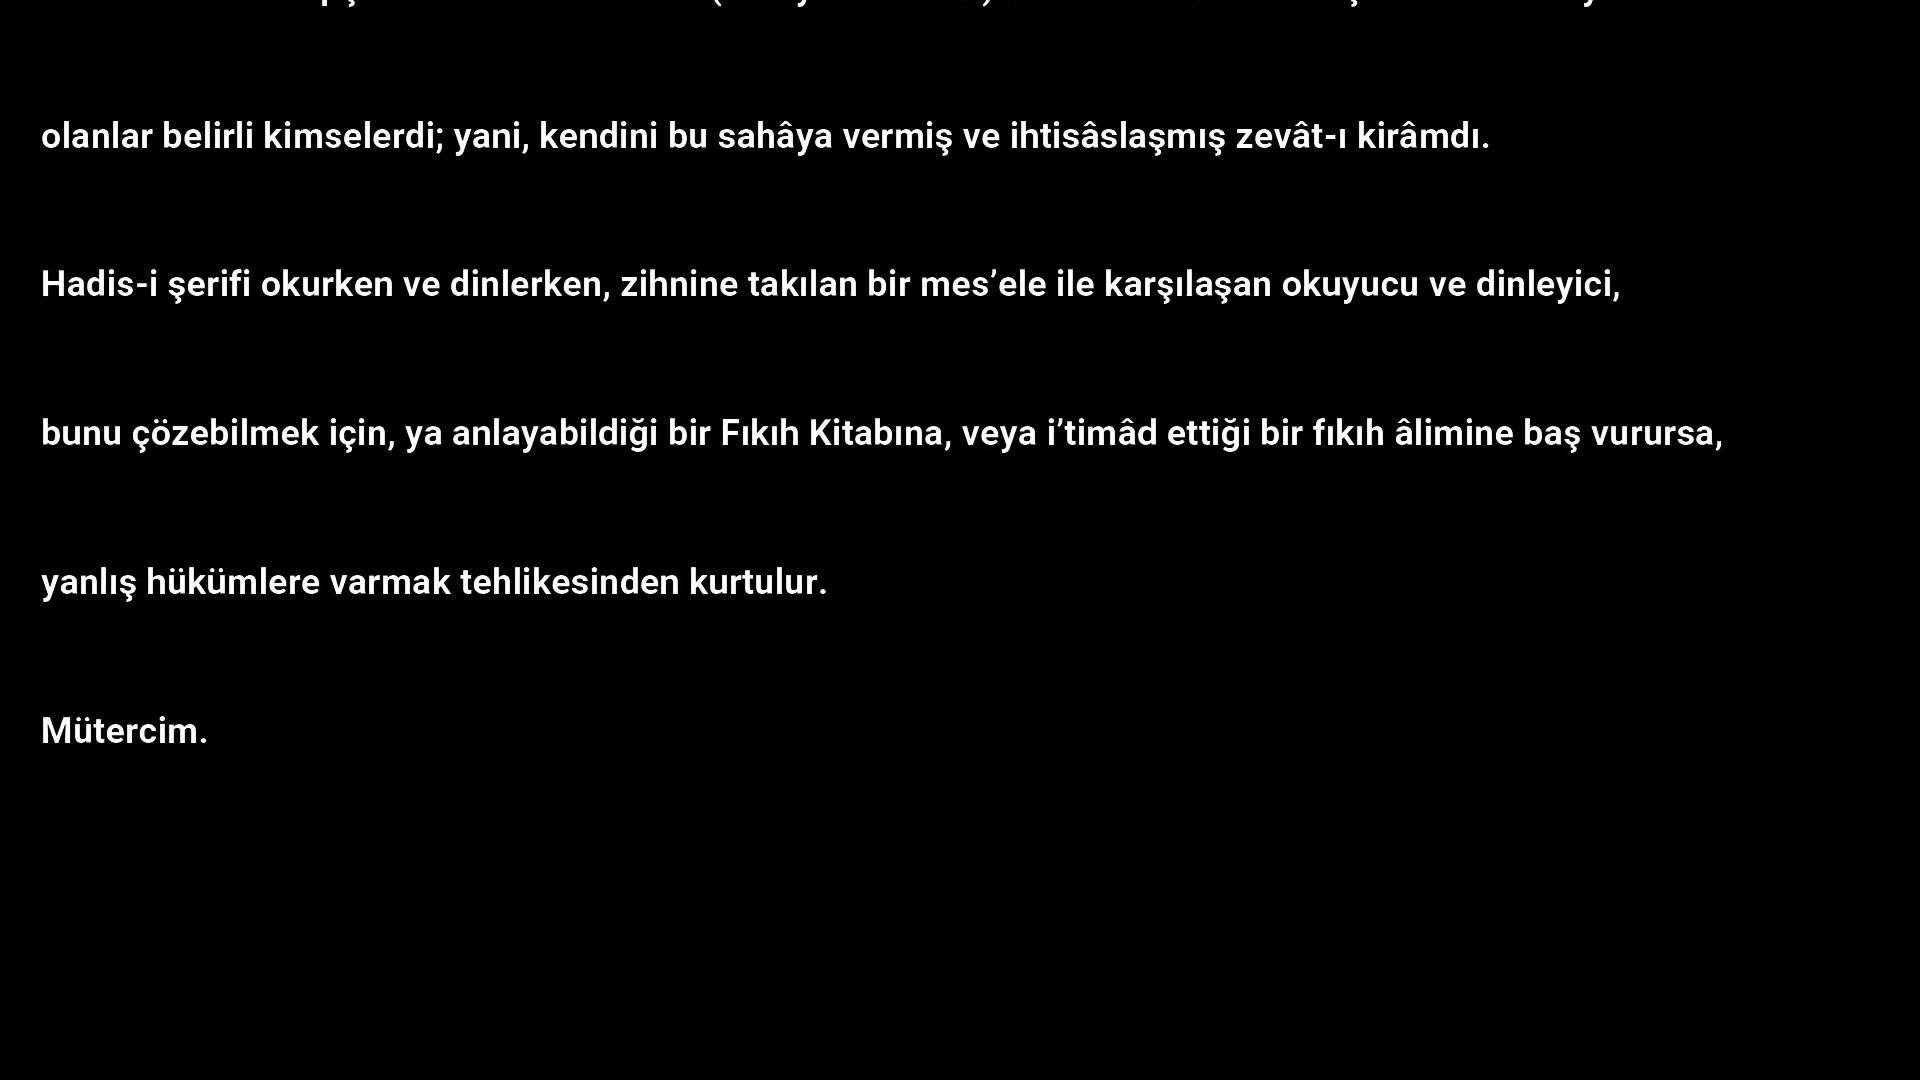 olanlar belirli kimselerdi; yani, kendini bu sahâya vermiş ve ihtisâslaşmış zevât-ı kirâmdı.
Hadis-i şerifi okurken ve dinlerken, zihnine takılan bir mes’ele ile karşılaşan okuyucu ve dinleyici,
bunu çözebilmek için, ya anlayabildiği bir Fıkıh Kitabına, veya i’timâd ettiği bir fıkıh âlimine baş vurursa,
yanlış hükümlere varmak tehlikesinden kurtulur.
Mütercim.